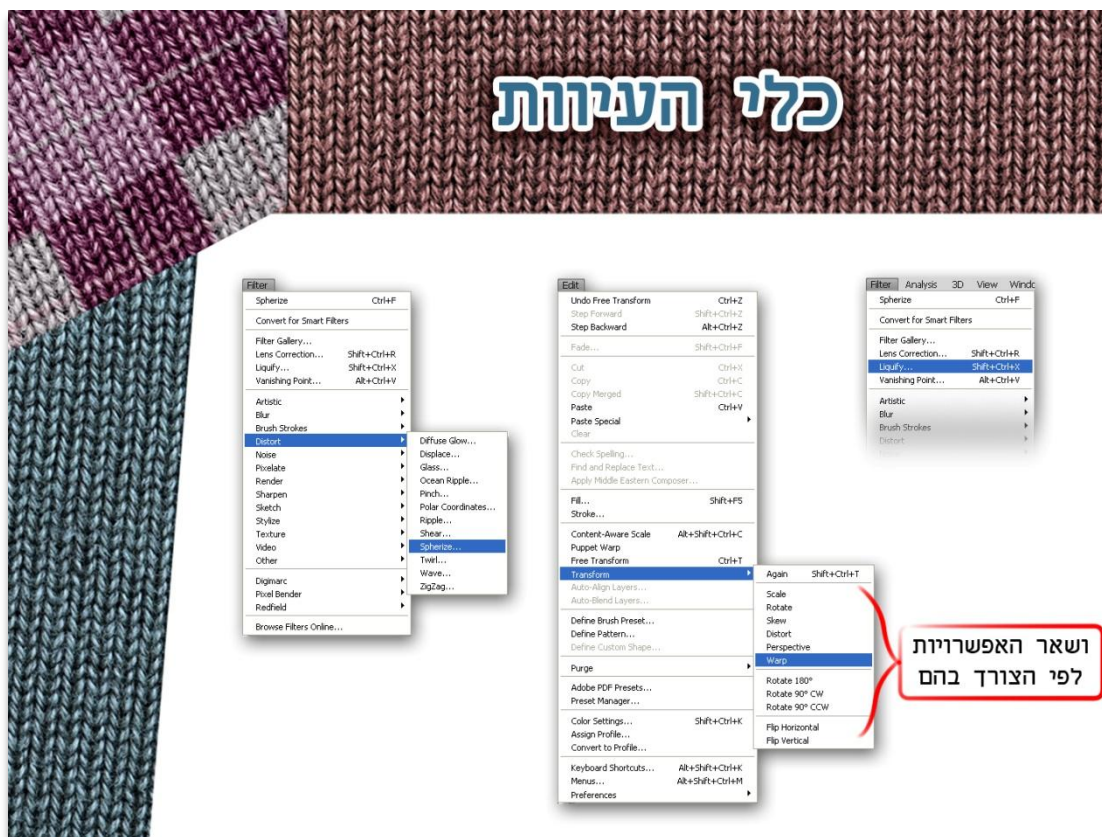 כלי העיוות
Filter
Spherize Ctrl+F
Convert for Smart Filters
Filter Gallery...
Lens Correction... Shift+Ctrl+R
Liquify... Shift+Ctrl+X
Vanishing Point... Alt+Ctrl+V
Artistic
Blur
Brush Strokes
Distort
Noise
Pixelate
Render
Sharpen
Sketch
Stylize
Texture
Video
Other
Digimarc
Pixel Bender
Redfield
Browse Filters Online...
Diffuse Glow...
Displace...
Glass...
Ocean Ripple...
Pinch...
Polar Coordinates...
Ripple...
Shear...
Spherize...
Twirl...
Wave...
ZigZag...
Edit
Undo Free Transform Ctrl+Z
Step Forward Shift+Ctrl+Z
Step Backward Alt+Ctrl+Z
Fade... Shift+Ctrl+F
Cut Ctrl+X
Copy Ctrl+C
Copy Merged Shift+Ctrl+C
Paste Ctrl+V
Paste Special
Clear
Check Spelling...
Find and Replace Text...
Apply Middle Eastern Composer...
Fill... Shift+F5
Stroke...
Content-Aware Scale Alt+Shift+Ctrl+C
Puppet Warp
Free Transform Ctrl+T
Transform
Auto-Align Layers...
Auto-Blend Layers...
Define Brush Preset...
Define Pattern...
Define Custom Shape...
Purge
Adobe PDF Presets...
Preset Manager...
Color Settings... Shift+Ctrl+K
Assign Profile...
Convert to Profile...
Keyboard Shortcuts... Alt+Shift+Ctrl+K
Menus... Alt+Shift+Ctrl+M
Preferences
Again Shift+Ctrl+T
Scale
Rotate
Skew
Distort
Perspective
Warp
Rotate 180°
Rotate 90° CW
Rotate 90° CCW
Flip Horizontal
Flip Vertical
ושאר האפשרויות
לפי הצורך בהם
Filter Analysis 3D View Windo
Spherize Ctrl+F
Convert for Smart Filters
Filter Gallery...
Lens Correction... Shift+Ctrl+R
Liquify... Shift+Ctrl+X
Vanishing Point... Alt+Ctrl+V
Artistic
Blur
Brush Strokes
Distort